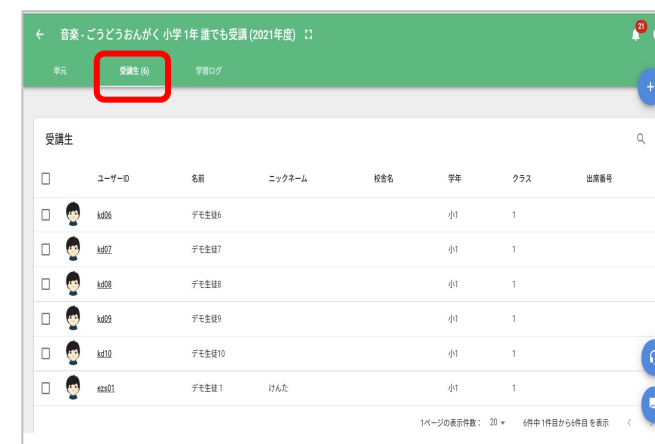 音楽 - ごうどうおんがく 小学 1年 誰でも受講 (2021年度)
21
単元 受講生 (6) 学習ログ
受講生
ユーザーID 名前 ニックネーム 校舎名 学年 クラス 出席番号
kd06 デモ生徒6 小1 1
kd07 デモ生徒7 小1 1
kd08 デモ生徒8 小1 1
kd09 デモ生徒9 小1 1
kd10 デモ生徒10 小1 1
ezs01 デモ生徒 1 けんた 小1 1
1ページの表示件数： 20 6件中 1件目から6件目 を表示